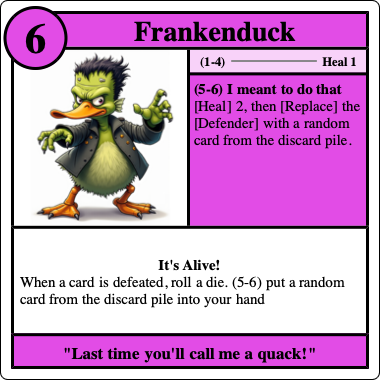 6
Frankenduck
(1-4) Heal 1
(5-6) I meant to do that
[Heal] 2, then [Replace] the
[Defender] with a random
card from the discard pile.
It's Alive!
When a card is defeated, roll a die. (5-6) put a random
card from the discard pile into your hand
"Last time you'll call me a quack!"